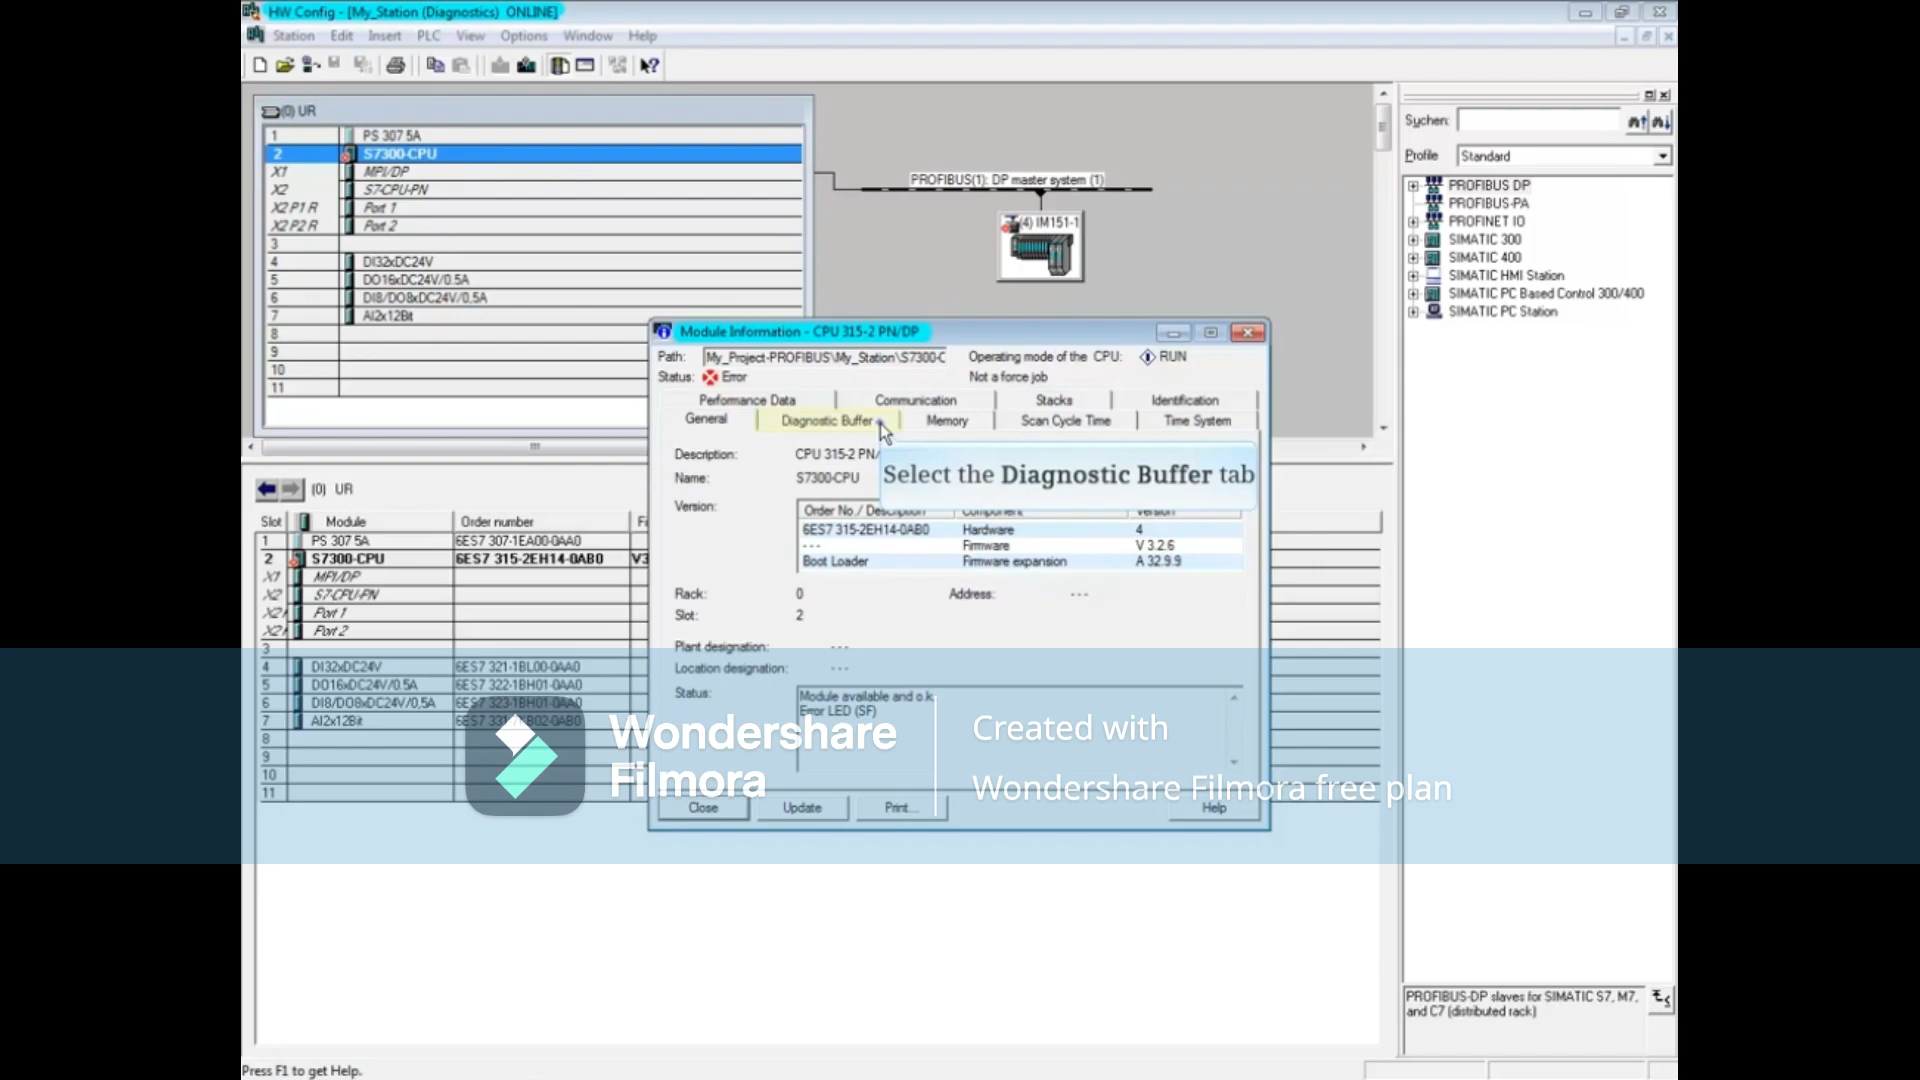 HW Config - [My_Station (Diagnostics) ONLINE]
Station Edit Insert PLC View Options Window Help
(0) UR
1 PS 307 5A
2 S7300-CPU
X1 MPI/DP
X2 S7-CPU-PN
X2 P1 R Port 1
X2 P2 R Port 2
3
4 DI32xDC24V
5 DO16xDC24V/0.5A
6 DI8/DO8xDC24V/0,5A
7 AI2x12Bit
8
9
10
11
PROFIBUS(1): DP master system (1)
(4) IM151-1
Suchen:
Profile Standard
PROFIBUS DP
PROFIBUS-PA
PROFINET IO
SIMATIC 300
SIMATIC 400
SIMATIC HMI Station
SIMATIC PC Based Control 300/400
SIMATIC PC Station
Module Information - CPU 315-2 PN/DP
Path: My_Project-PROFIBUS\My_Station\S7300-C Operating mode of the CPU: RUN
Status: Error Not a force job
Performance Data Communication Stacks Identification
General Diagnostic Buffer Memory Scan Cycle Time Time System
Description: CPU 315-2 PN/
Select the Diagnostic Buffer tab
Name: S7300-CPU
Version: Order No./ Description Component Version
6ES7 315-2EH14-0AB0 Hardware 4
--- Firmware V 3.2.6
Boot Loader Firmware expansion A 32.9.9
Rack: 0 Address: ---
Slot: 2
Plant designation: ---
Location designation: ---
Status: Module available and o.k.
Error LED (SF)
Close Update Print... Help
(0) UR
Slot Module Order number Fi
1 PS 307 5A 6ES7 307-1EA00-0AA0
2 S7300-CPU 6ES7 315-2EH14-0AB0 V3
X1 MPI/DP
X2 S7-CPU-PN
X2 Port 1
X2 Port 2
3
4 DI32xDC24V 6ES7 321-1BL00-0AA0
5 DO16xDC24V/0.5A 6ES7 322-1BH01-0AA0
6 DI8/DO8xDC24V/0,5A 6ES7 323-1BH01-0AA0
7 AI2x12Bit
8
9
10
11
Wondershare
Filmora
Created with
Wondershare Filmora free plan
PROFIBUS-DP slaves for SIMATIC S7, M7,
and C7 (distributed rack)
Press F1 to get Help.